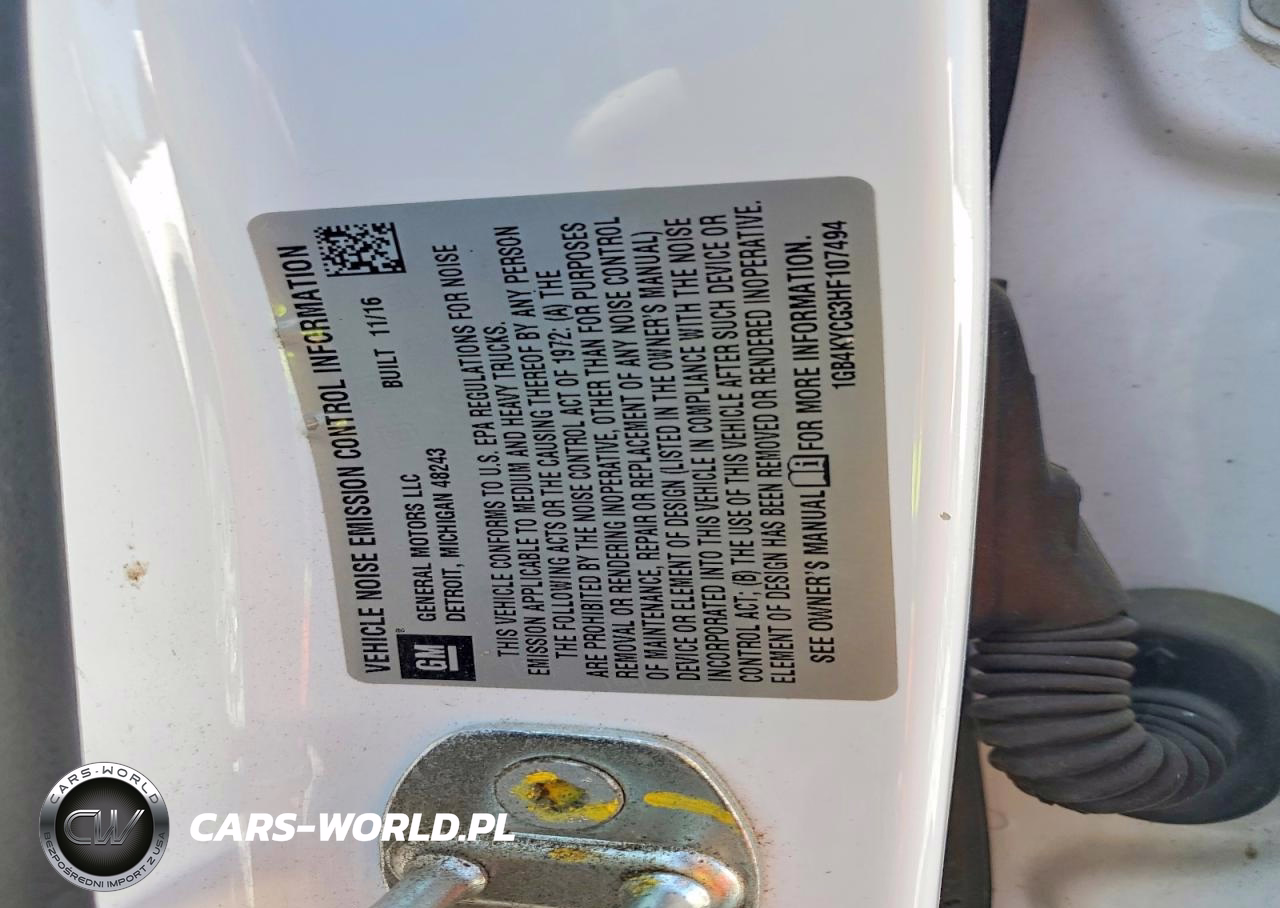 VEHICLE NOISE EMISSION CONTROL INFORMATION
GM®
GENERAL MOTORS LLC
DETROIT, MICHIGAN 48243
BUILT 11/16
THIS VEHICLE CONFORMS TO U.S. EPA REGULATIONS FOR NOISE
EMISSION APPLICABLE TO MEDIUM AND HEAVY TRUCKS.
THE FOLLOWING ACTS OR THE CAUSING THEREOF BY ANY PERSON
ARE PROHIBITED BY THE NOISE CONTROL ACT OF 1972: (A) THE
REMOVAL OR RENDERING INOPERATIVE, OTHER THAN FOR PURPOSES
OF MAINTENANCE, REPAIR OR REPLACEMENT OF ANY NOISE CONTROL
DEVICE OR ELEMENT OF DESIGN (LISTED IN THE OWNER'S MANUAL)
INCORPORATED INTO THIS VEHICLE IN COMPLIANCE WITH THE NOISE
CONTROL ACT; (B) THE USE OF THIS VEHICLE AFTER SUCH DEVICE OR
ELEMENT OF DESIGN HAS BEEN REMOVED OR RENDERED INOPERATIVE.
SEE OWNER'S MANUAL FOR MORE INFORMATION.
1GB4KYCG3HF107494
CARS-WORLD
CW
BEZPOŚREDNI IMPORT Z USA
CARS-WORLD.PL